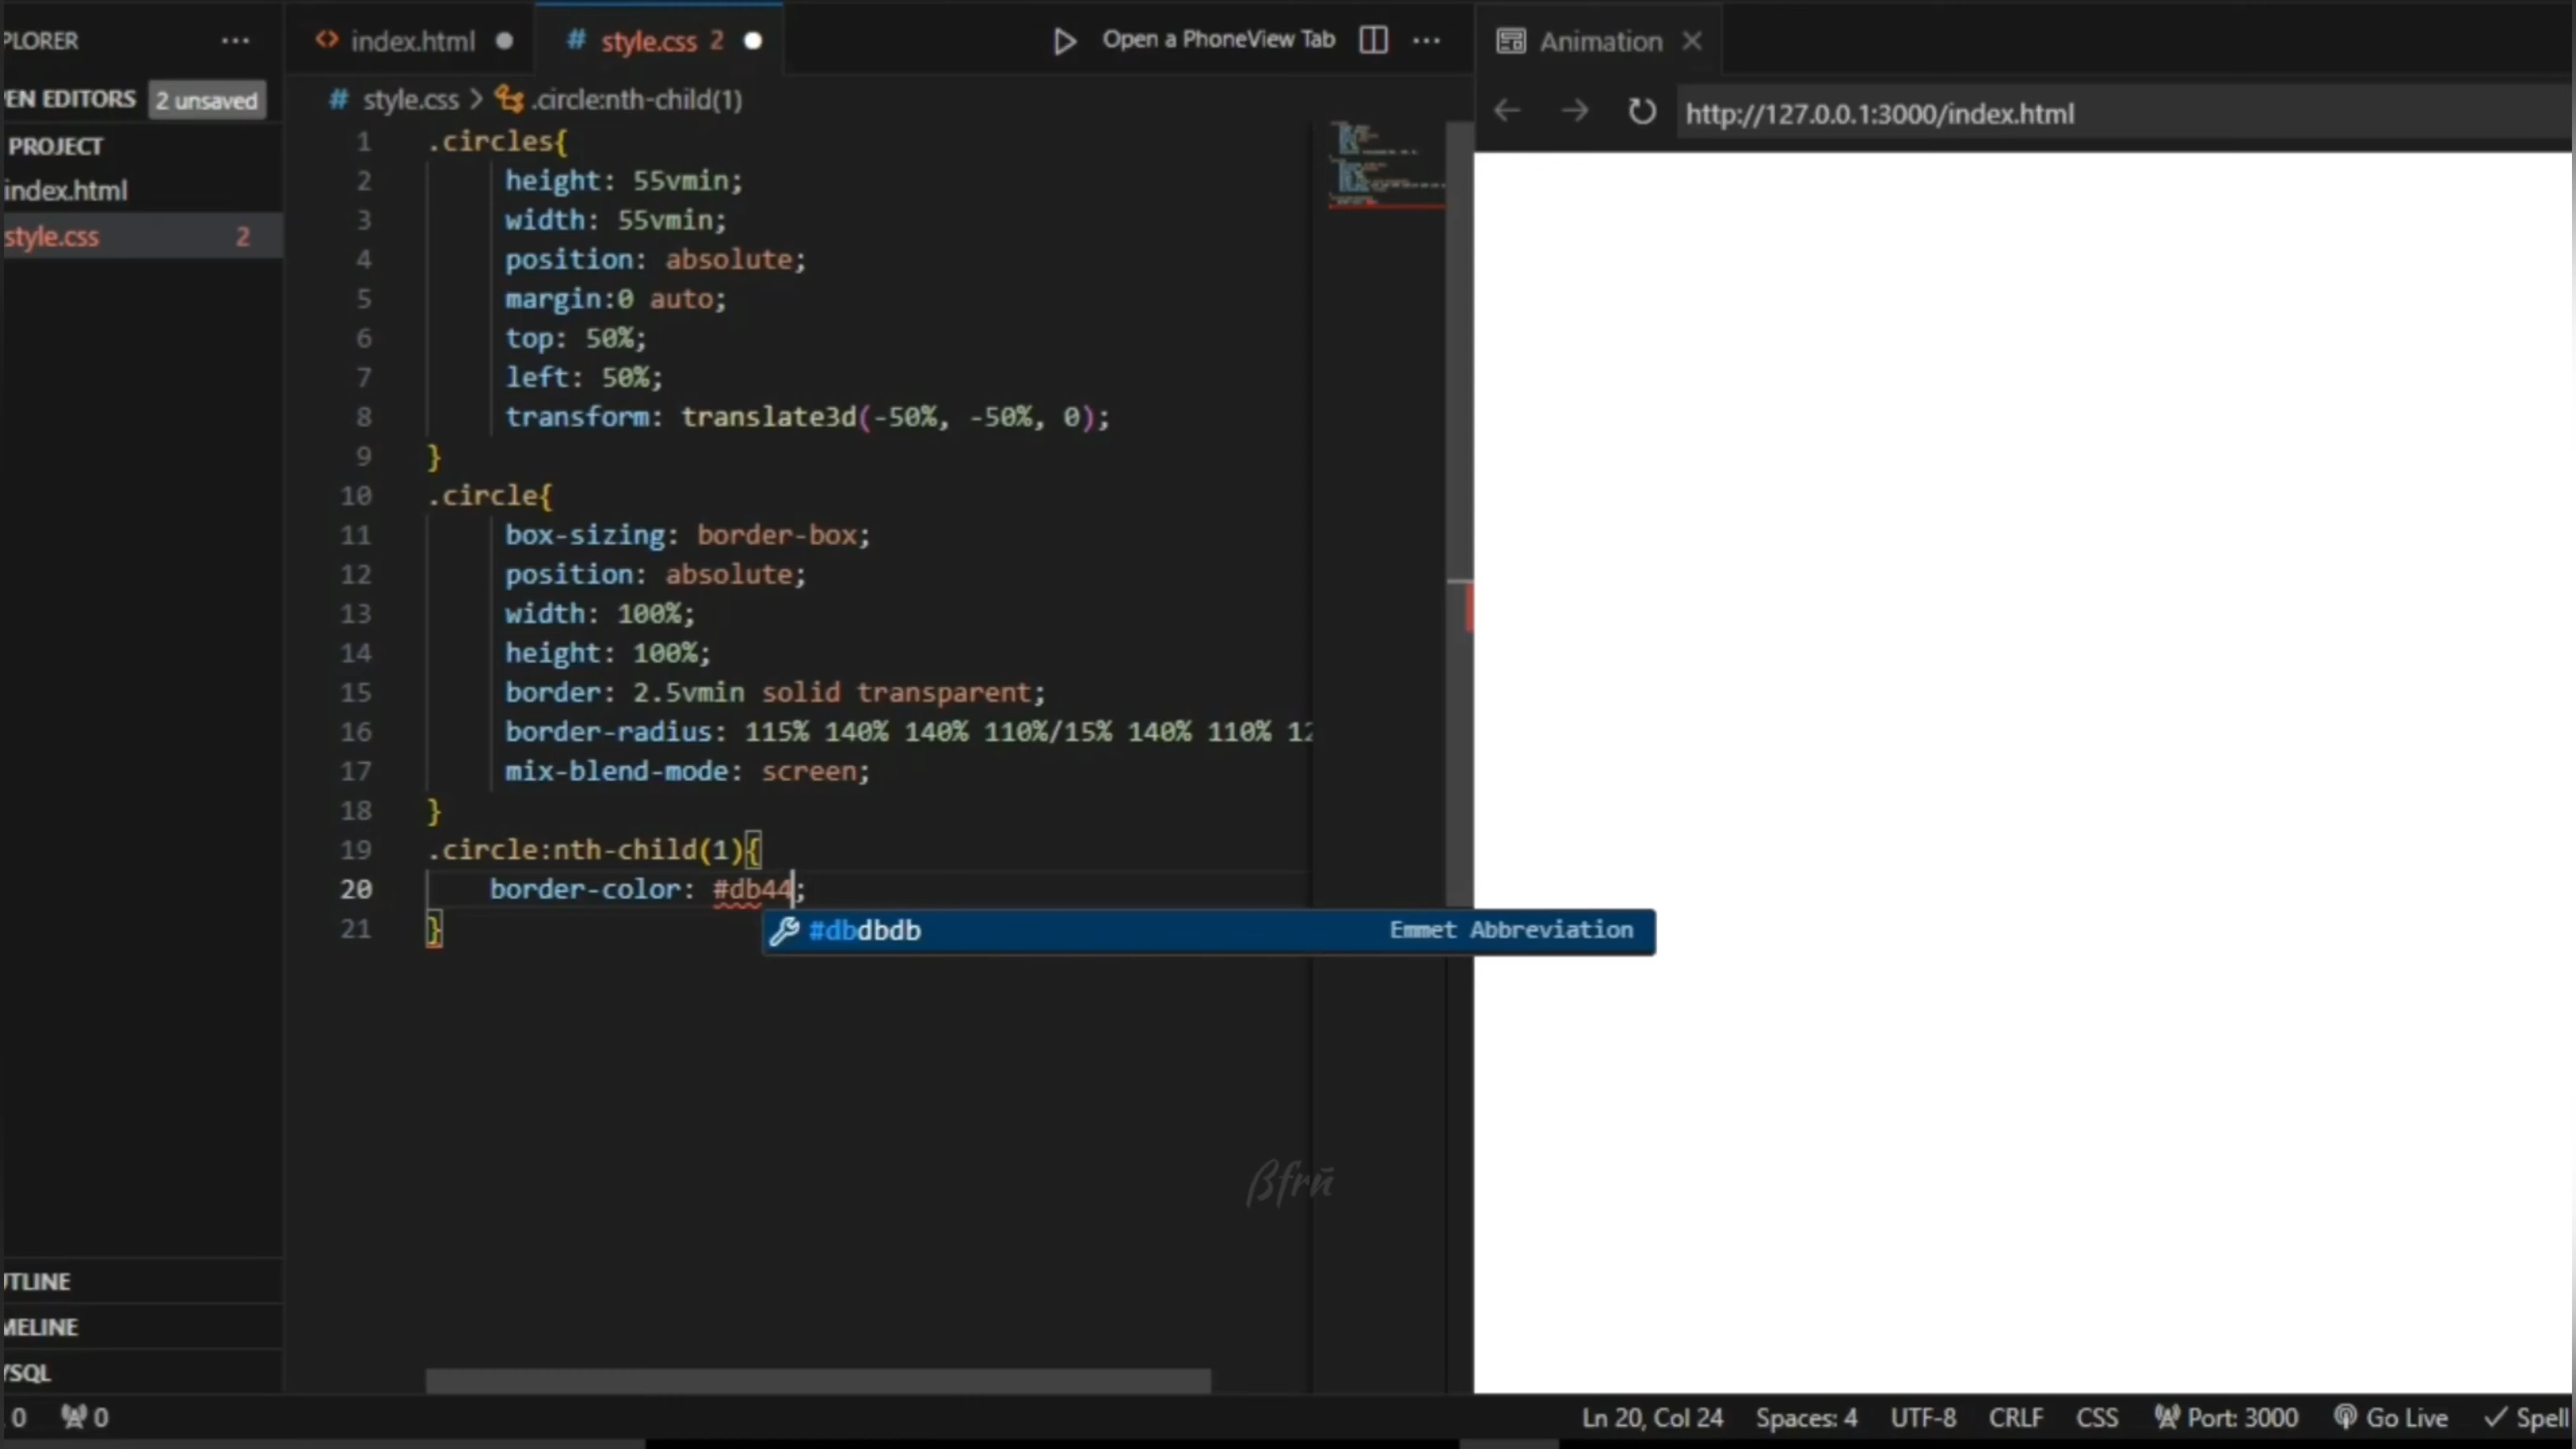 PLORER
EN EDITORS 2 unsaved
PROJECT
index.html
style.css 2
index.html
style.css 2
Open a PhoneView Tab
style.css > .circle:nth-child(1)
1 .circles{
2 height: 55vmin;
3 width: 55vmin;
4 position: absolute;
5 margin:0 auto;
6 top: 50%;
7 left: 50%;
8 transform: translate3d(-50%, -50%, 0);
9 }
10 .circle{
11 box-sizing: border-box;
12 position: absolute;
13 width: 100%;
14 height: 100%;
15 border: 2.5vmin solid transparent;
16 border-radius: 115% 140% 140% 110%/15% 140% 110% 12
17 mix-blend-mode: screen;
18 }
19 .circle:nth-child(1){
20 border-color: #db44;
21 }
#dbdbdb Emmet Abbreviation
Animation
http://127.0.0.1:3000/index.html
UTLINE
MELINE
YSQL
0 0
Ln 20, Col 24 Spaces: 4 UTF-8 CRLF CSS Port: 3000 Go Live Spell